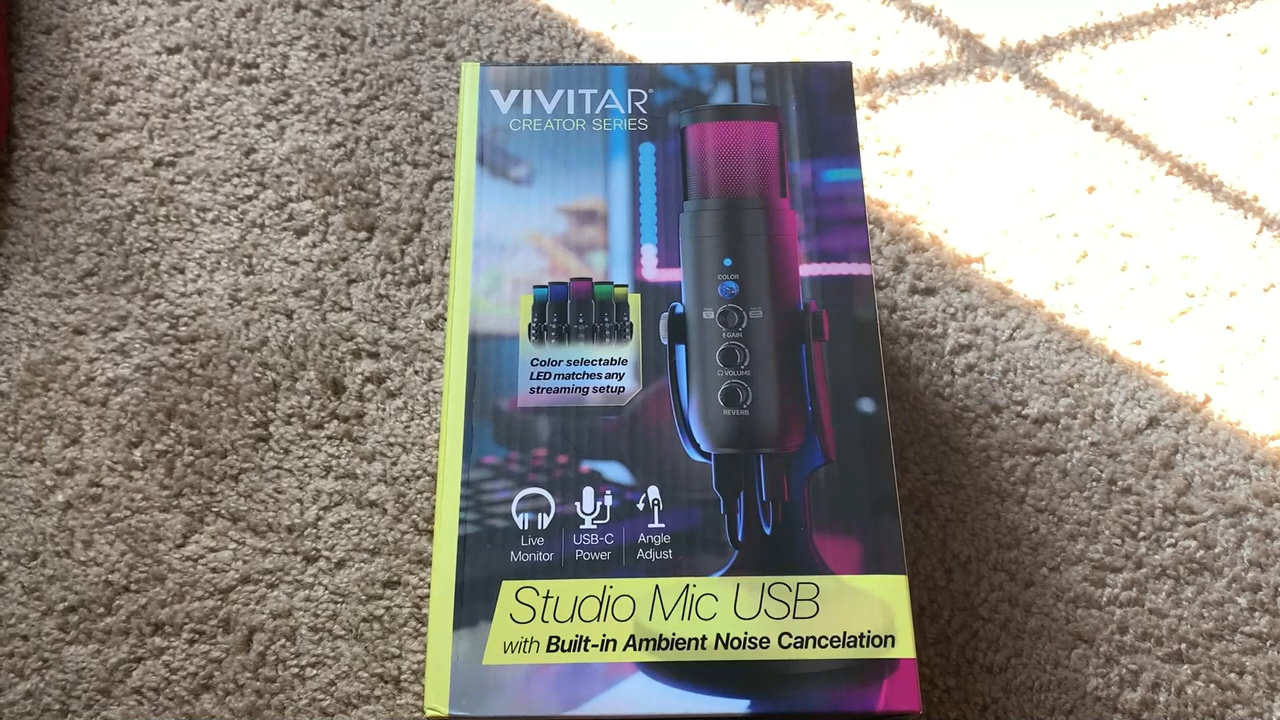 VIVITAR®
CREATOR SERIES
COLOR
GAIN
VOLUME
REVERB
Color selectable
LED matches any
streaming setup
Live
Monitor
USB-C
Power
Angle
Adjust
Studio Mic USB
with Built-in Ambient Noise Cancelation